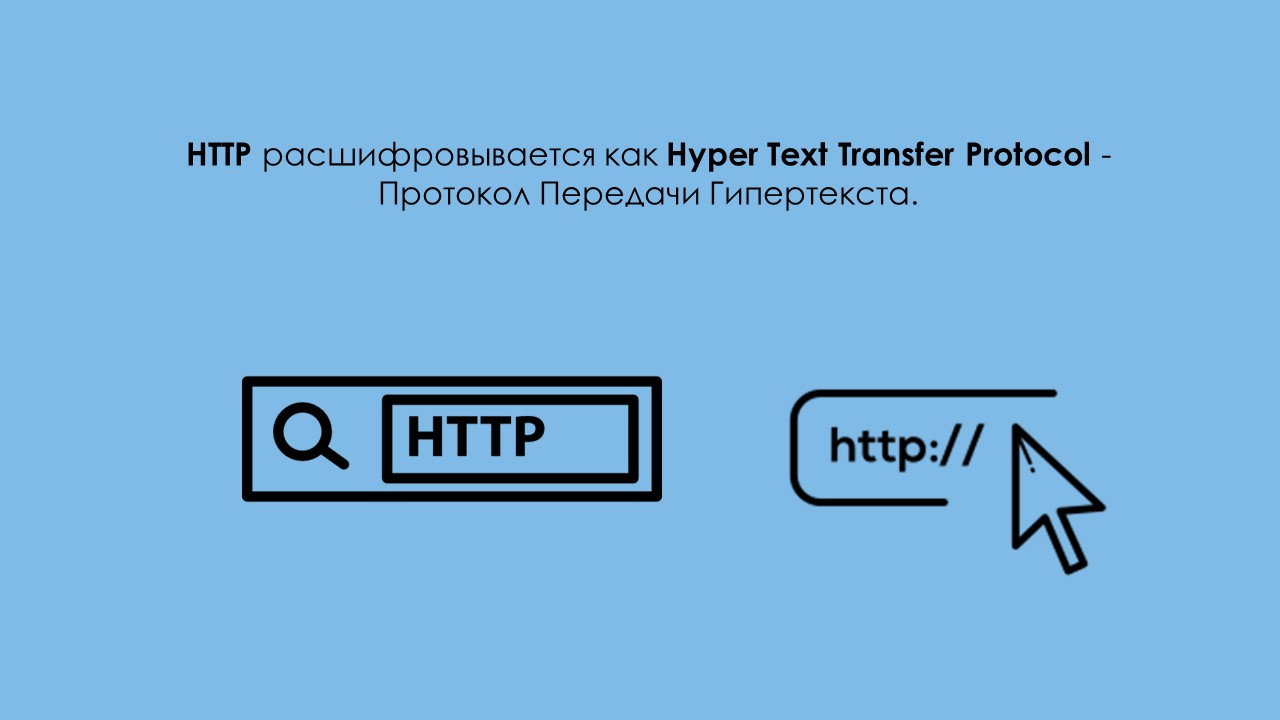 HTTP расшифровывается как Hyper Text Transfer Protocol -
Протокол Передачи Гипертекста.
HTTP
http://